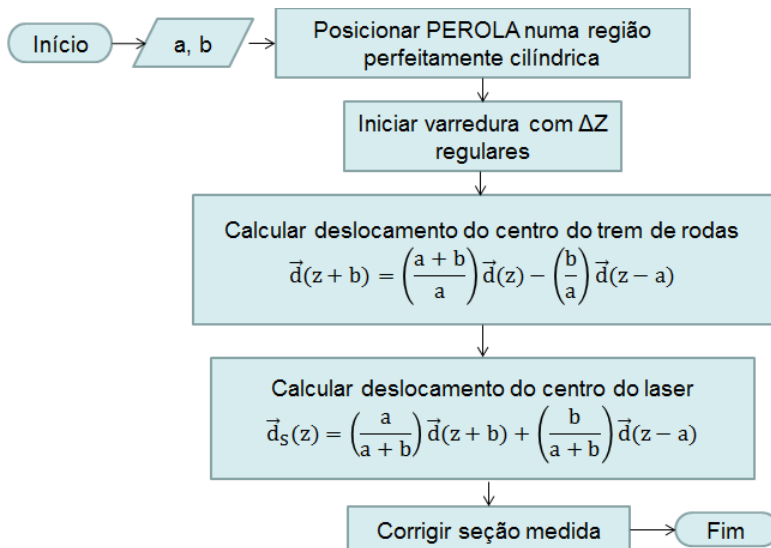 Início
a, b
Posicionar PEROLA numa região
perfeitamente cilíndrica
Iniciar varredura com ΔZ
regulares
Calcular deslocamento do centro do trem de rodas
d⃗(z + b) = ((a + b)/a) d⃗(z) − (b/a) d⃗(z − a)
Calcular deslocamento do centro do laser
d⃗_S(z) = (a/(a + b)) d⃗(z + b) + (b/(a + b)) d⃗(z − a)
Corrigir seção medida
Fim